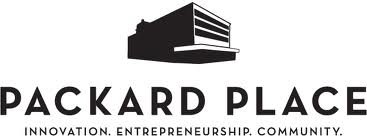 PACKARD PLACE
INNOVATION. ENTREPRENEURSHIP. COMMUNITY.